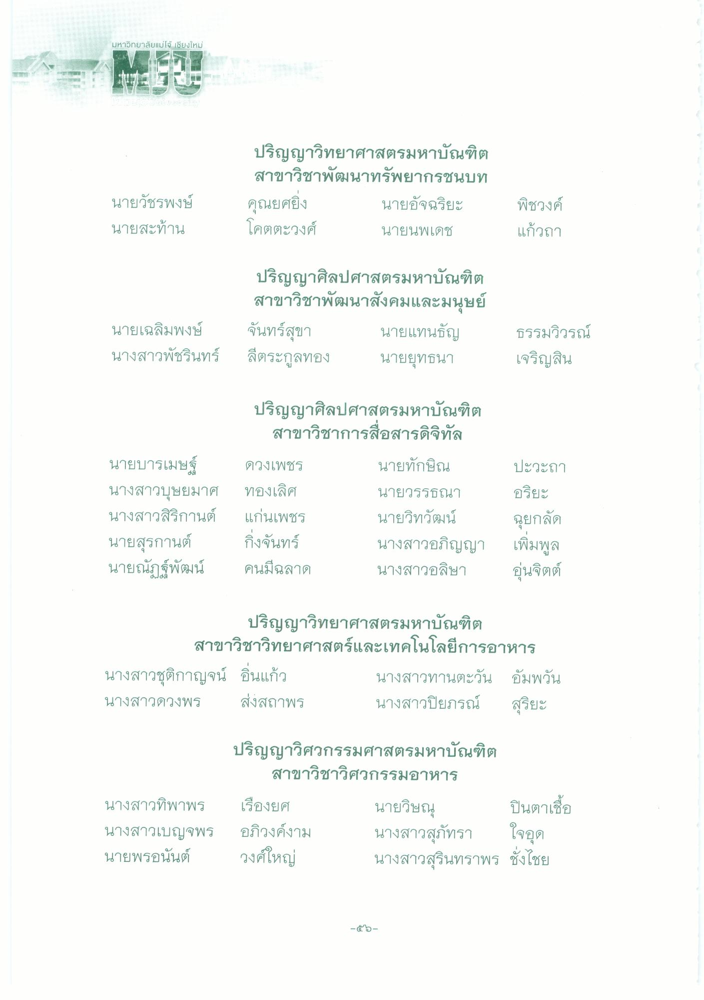 มหาวิทยาลัยแม่โจ้ เชียงใหม่
MJU
Maejo University
ปริญญาวิทยาศาสตรมหาบัณฑิต
สาขาวิชาพัฒนาทรัพยากรชนบท
นายวัชรพงษ์ คุณยศยิ่ง นายอัจฉริยะ พิชวงค์
นายสะท้าน โคตตะวงศ์ นายนพเดช แก้วถา
ปริญญาศิลปศาสตรมหาบัณฑิต
สาขาวิชาพัฒนาสังคมและมนุษย์
นายเฉลิมพงษ์ จันทร์สุขา นายแทนธัญ ธรรมวิวรณ์
นางสาวพัชรินทร์ ลีตระกูลทอง นายยุทธนา เจริญสิน
ปริญญาศิลปศาสตรมหาบัณฑิต
สาขาวิชาการสื่อสารดิจิทัล
นายบารเมษฐ์ ดวงเพชร นายทักษิณ ปะวะถา
นางสาวบุษยมาศ ทองเลิศ นายวรรธณา อริยะ
นางสาวสิริกานต์ แก่นเพชร นายวิทวัฒน์ ฉุยกลัด
นายสุรกานต์ กิ่งจันทร์ นางสาวอภิญญา เพิ่มพูล
นายณัฏฐ์พัฒน์ คนมีฉลาด นางสาวอลิษา อุ่นจิตต์
ปริญญาวิทยาศาสตรมหาบัณฑิต
สาขาวิชาวิทยาศาสตร์และเทคโนโลยีการอาหาร
นางสาวชุติกาญจน์ อิ่นแก้ว นางสาวทานตะวัน อัมพวัน
นางสาวดวงพร ส่งสถาพร นางสาวปิยภรณ์ สุริยะ
ปริญญาวิศวกรรมศาสตรมหาบัณฑิต
สาขาวิชาวิศวกรรมอาหาร
นางสาวทิพาพร เรืองยศ นายวิษณุ ปินตาเชื้อ
นางสาวเบญจพร อภิวงค์งาม นางสาวสุภัทรา ใจอุด
นายพรอนันต์ วงศ์ใหญ่ นางสาวสุรินทราพร ชั่งไชย
-๕๖-